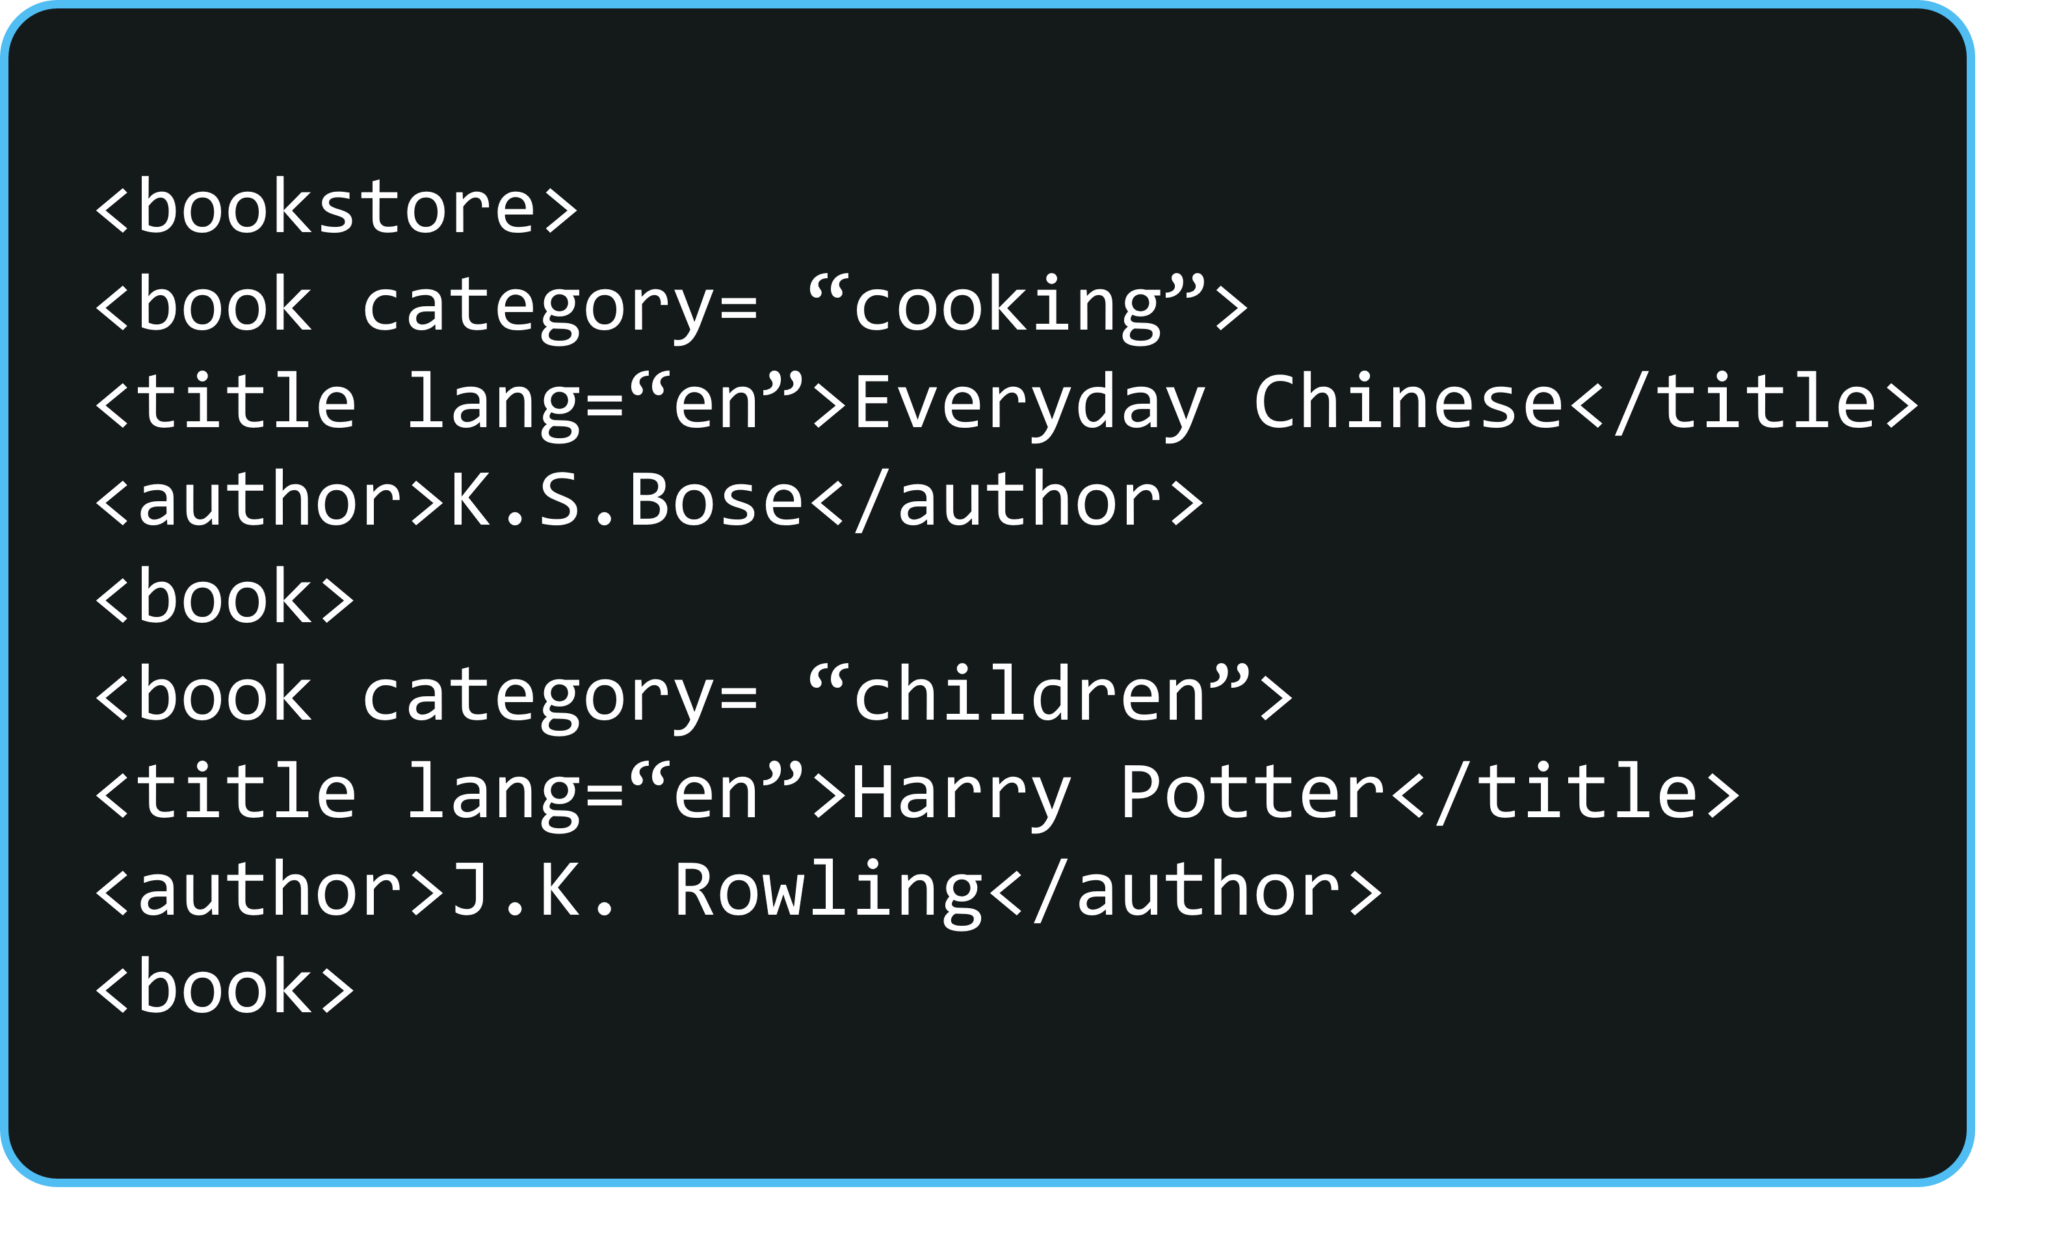 <bookstore>
<book category= “cooking”>
<title lang=“en”>Everyday Chinese</title>
<author>K.S.Bose</author>
<book>
<book category= “children”>
<title lang=“en”>Harry Potter</title>
<author>J.K. Rowling</author>
<book>